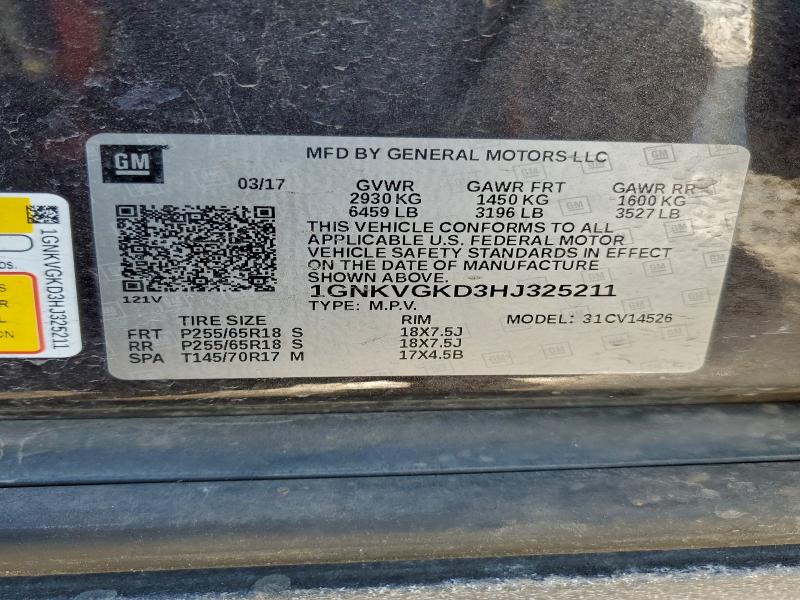 GM
MFD BY GENERAL MOTORS LLC
03/17 GVWR GAWR FRT GAWR RR
2930 KG 1450 KG 1600 KG
6459 LB 3196 LB 3527 LB
THIS VEHICLE CONFORMS TO ALL
APPLICABLE U.S. FEDERAL MOTOR
VEHICLE SAFETY STANDARDS IN EFFECT
ON THE DATE OF MANUFACTURE
SHOWN ABOVE.
121V
1GNKVGKD3HJ325211
TYPE: M.P.V. MODEL: 31CV14526
TIRE SIZE RIM
FRT P255/65R18 S 18X7.5J
RR P255/65R18 S 18X7.5J
SPA T145/70R17 M 17X4.5B
1GNKVGKD3HJ325211